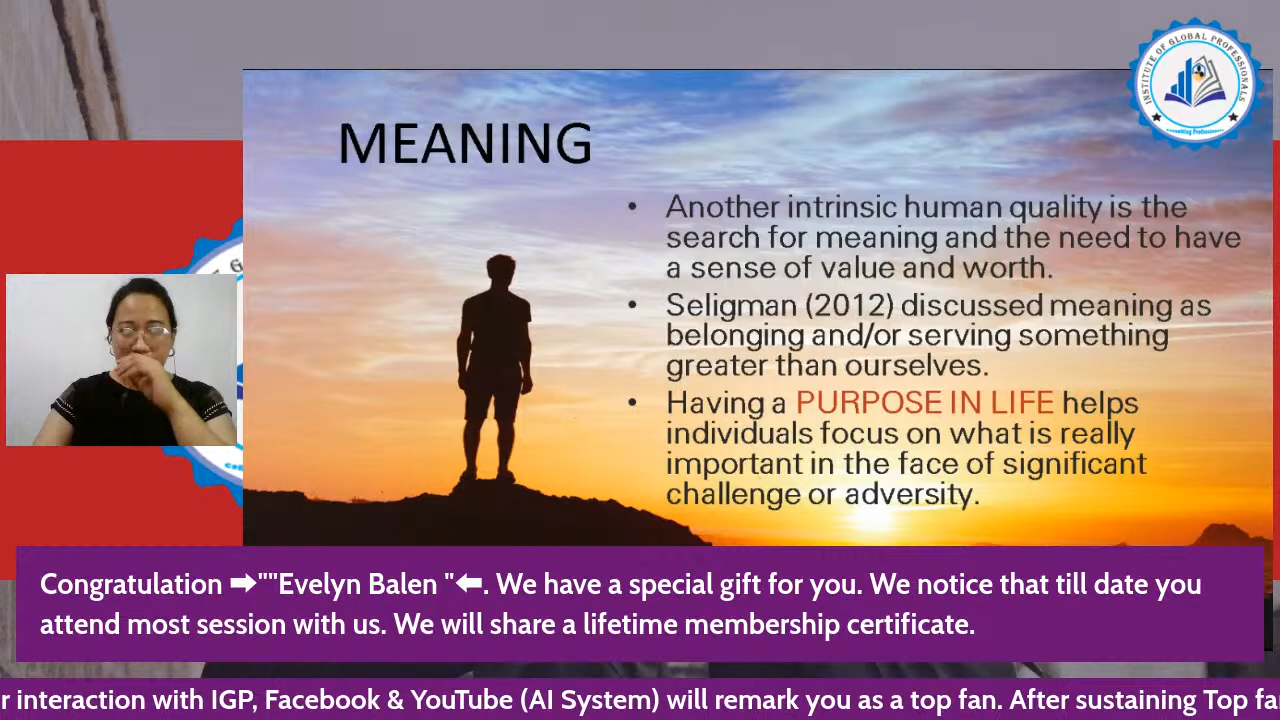 INSTITUTE OF GLOBAL PROFESSIONALS
Consulting Professionals
MEANING
• Another intrinsic human quality is the
search for meaning and the need to have
a sense of value and worth.
• Seligman (2012) discussed meaning as
belonging and/or serving something
greater than ourselves.
• Having a PURPOSE IN LIFE helps
individuals focus on what is really
important in the face of significant
challenge or adversity.
Congratulation ➡""Evelyn Balen "⬅. We have a special gift for you. We notice that till date you
attend most session with us. We will share a lifetime membership certificate.
r interaction with IGP, Facebook & YouTube (AI System) will remark you as a top fan. After sustaining Top fa